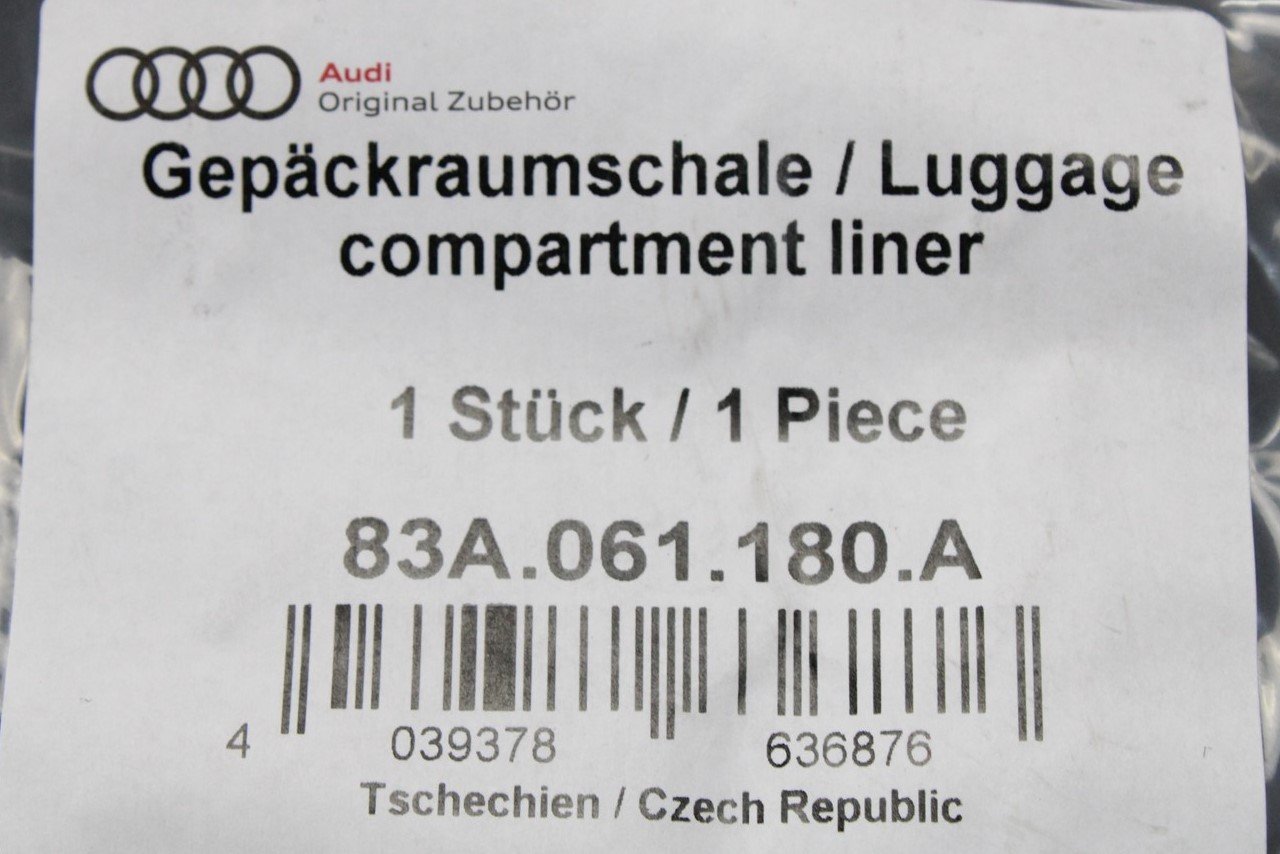 Audi
Original Zubehör
Gepäckraumschale / Luggage
compartment liner
1 Stück / 1 Piece
83A.061.180.A
4 039378 636876
Tschechien / Czech Republic